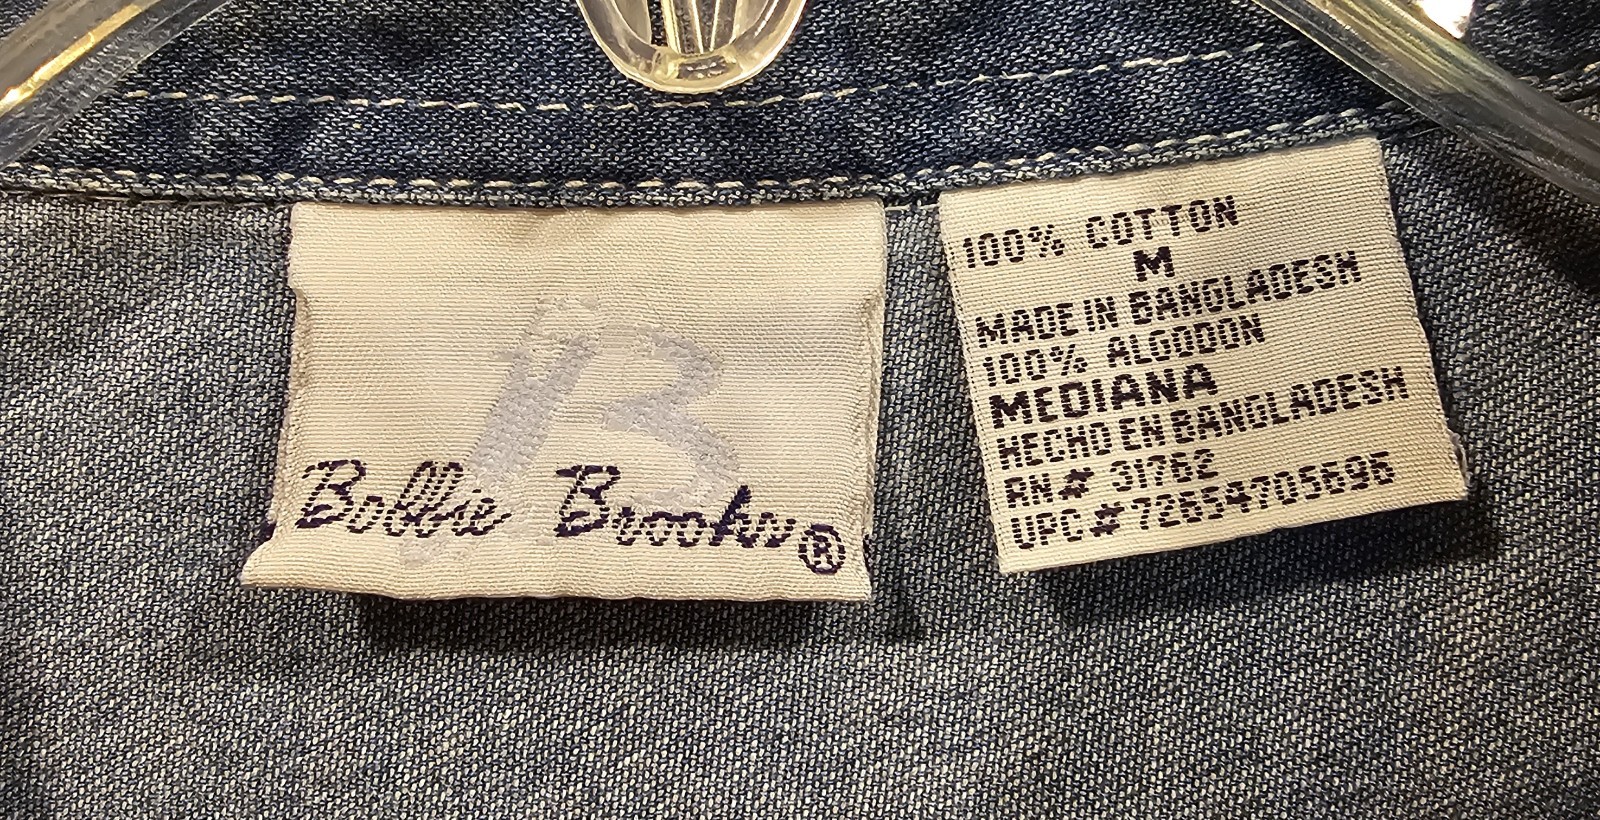 B
Bobbie Brooks®
100% COTTON
M
MADE IN BANGLADESH
100% ALGODON
MEDIANA
HECHO EN BANGLADESH
RN# 31762
UPC# 72654705696